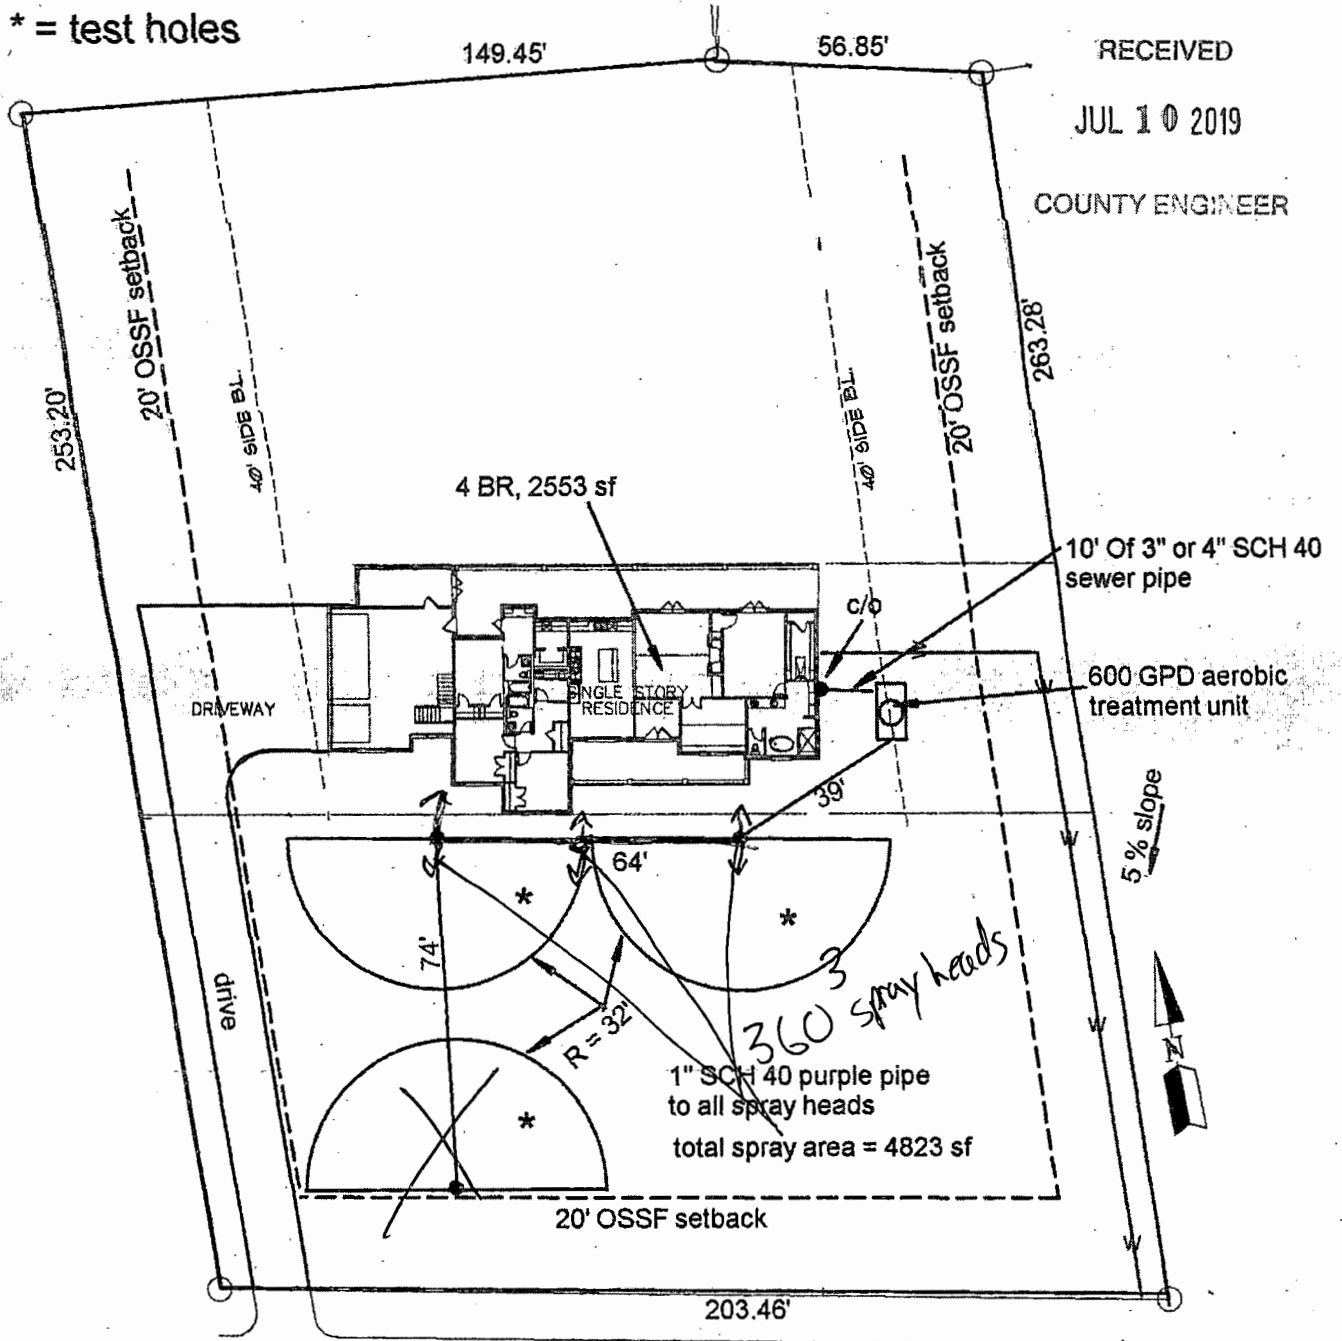 * = test holes
149.45'
56.85'
RECEIVED
JUL 10 2019
COUNTY ENGINEER
20' OSSF setback
20' OSSF setback
253.20'
263.28'
40' SIDE BL.
40' SIDE BL.
4 BR, 2553 sf
10' Of 3" or 4" SCH 40
sewer pipe
c/o
W
600 GPD aerobic
treatment unit
W
DRIVEWAY
SINGLE STORY
RESIDENCE
39'
5 % slope
W
64'
*
*
74'
drive
R = 32'
3
360 spray heads
W
N
1" SCH 40 purple pipe
to all spray heads
*
total spray area = 4823 sf
20' OSSF setback
W
203.46'